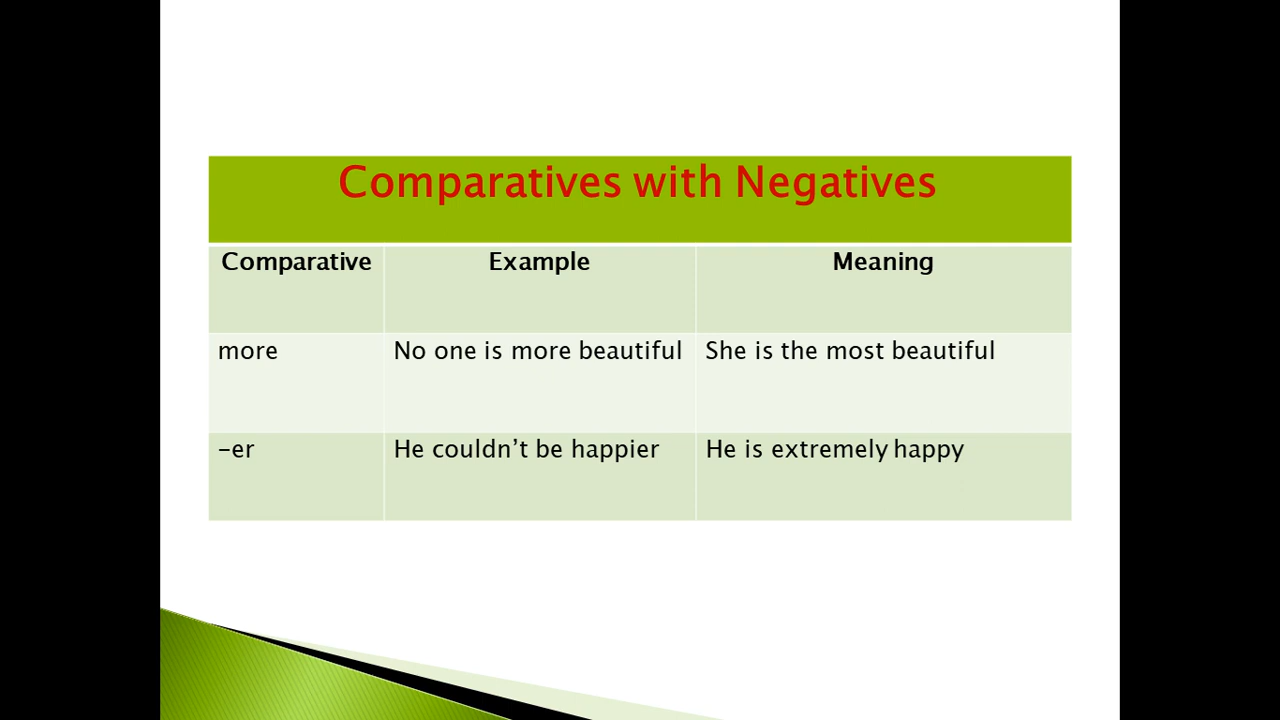 Comparatives with Negatives
Comparative Example Meaning
more No one is more beautiful She is the most beautiful
-er He couldn’t be happier He is extremely happy